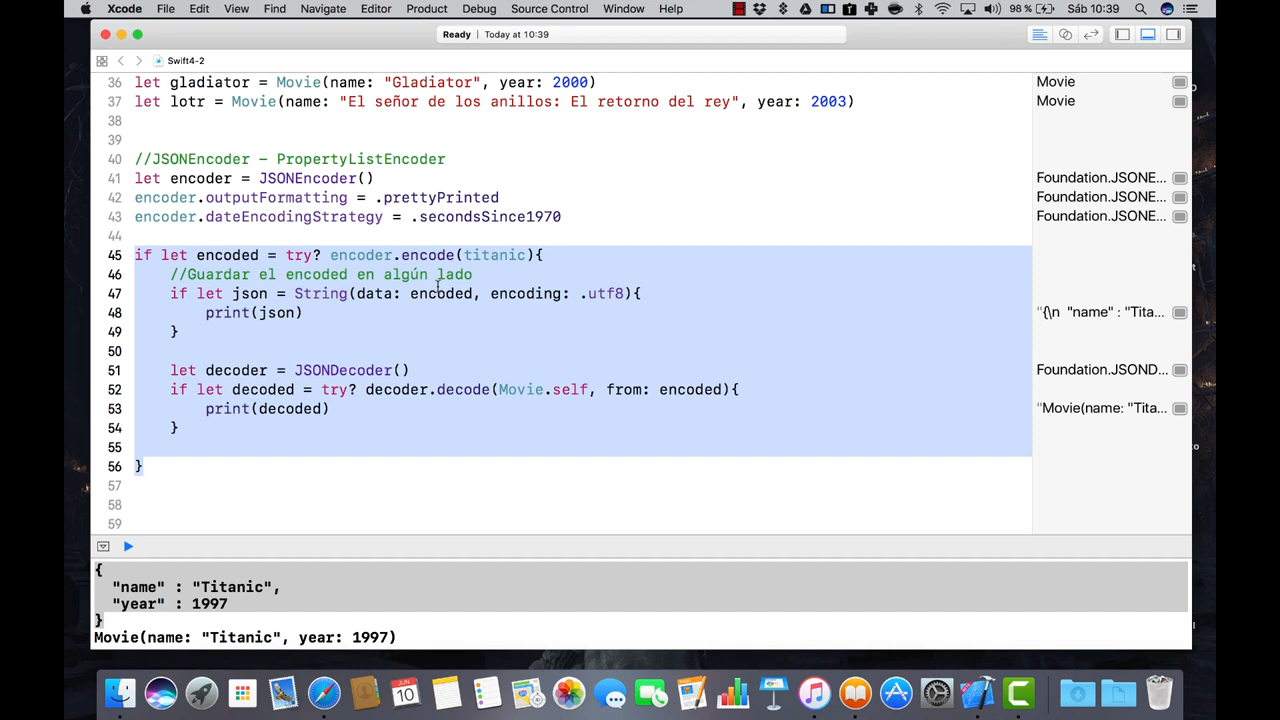 Xcode File Edit View Find Navigate Editor Product Debug Source Control Window Help 98 % Sáb 10:39
Ready | Today at 10:39
Swift4-2
36 let gladiator = Movie(name: "Gladiator", year: 2000) Movie
37 let lotr = Movie(name: "El señor de los anillos: El retorno del rey", year: 2003) Movie
38
39
40 //JSONEncoder - PropertyListEncoder
41 let encoder = JSONEncoder() Foundation.JSONE...
42 encoder.outputFormatting = .prettyPrinted Foundation.JSONE...
43 encoder.dateEncodingStrategy = .secondsSince1970 Foundation.JSONE...
44
45 if let encoded = try? encoder.encode(titanic){
46 //Guardar el encoded en algún lado
47 if let json = String(data: encoded, encoding: .utf8){
48 print(json) "{\n "name" : "Tita...
49 }
50
51 let decoder = JSONDecoder() Foundation.JSOND...
52 if let decoded = try? decoder.decode(Movie.self, from: encoded){
53 print(decoded) "Movie(name: "Tita...
54 }
55
56 }
57
58
59
{
"name" : "Titanic",
"year" : 1997
}
Movie(name: "Titanic", year: 1997)
JUN
10